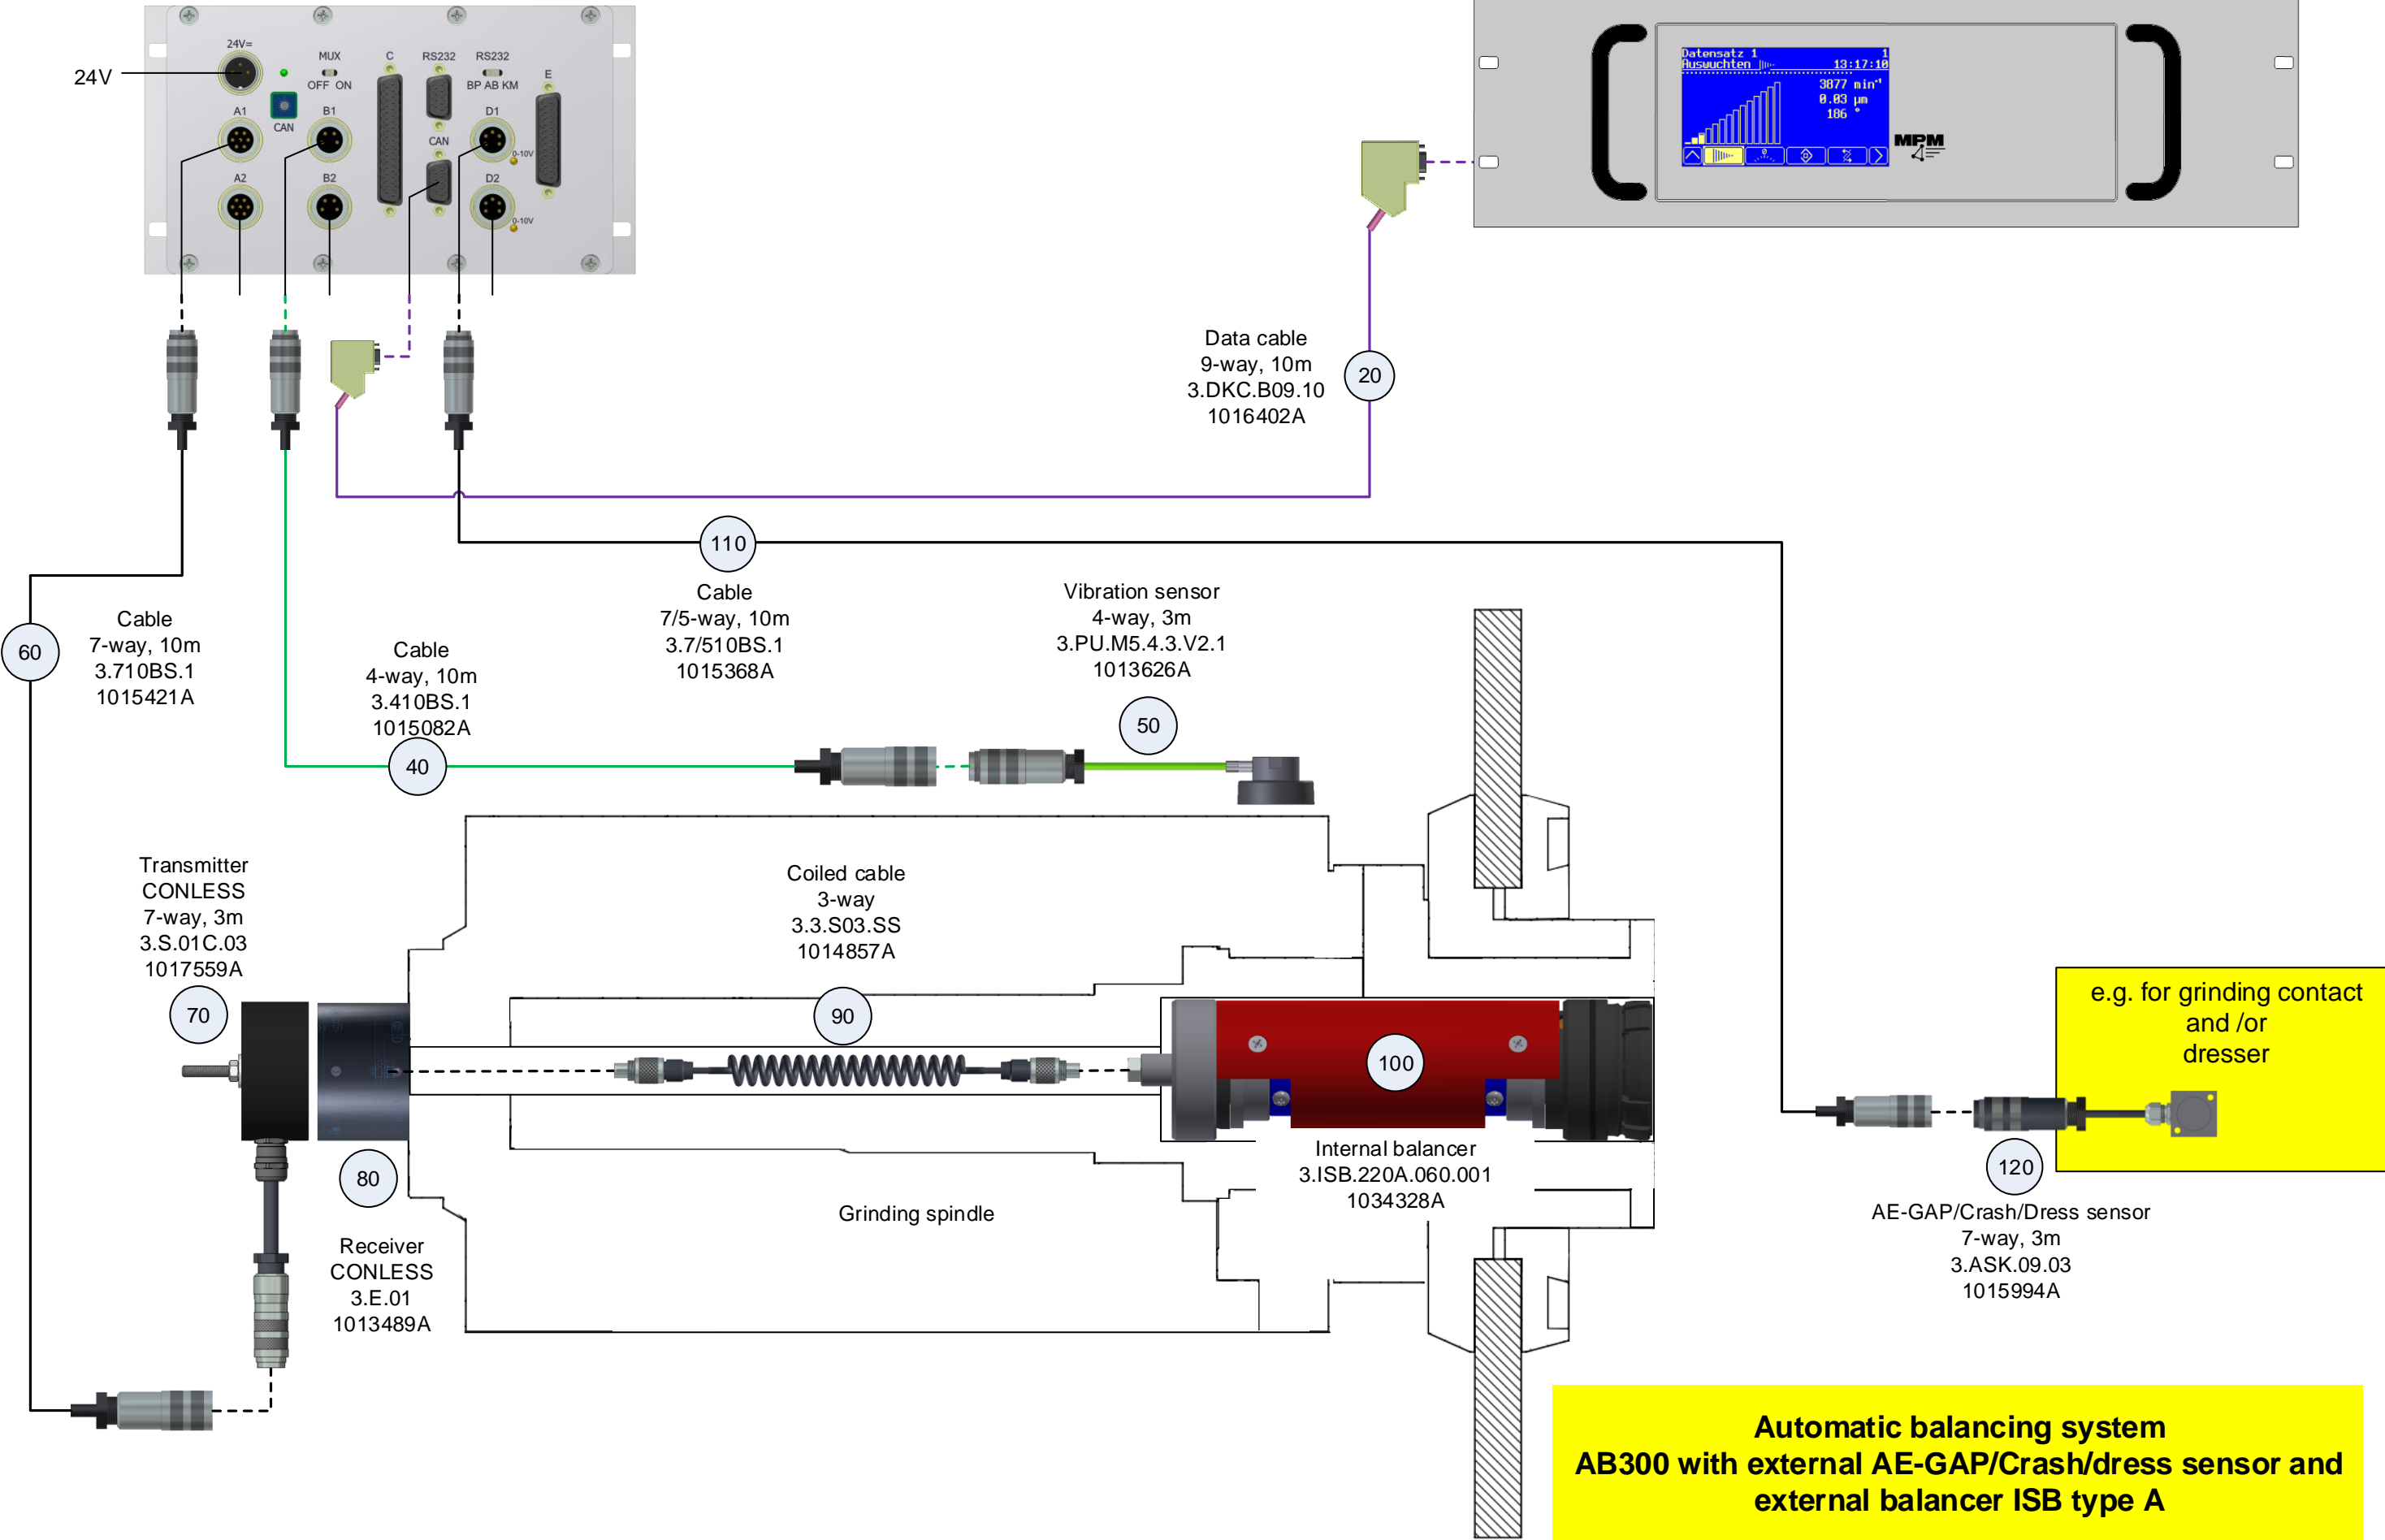 24V
24V=
MUX
OFF ON
CAN
A1
B1
A2
B2
C
RS232
RS232
BP AB KM
CAN
D1
0-10V
D2
0-10V
E
Datensatz 1 1
Auswuchten 13:17:10
3877 min⁻¹
0.03 µm
186 °
MPM
Data cable
9-way, 10m
3.DKC.B09.10
1016402A
20
110
Cable
7/5-way, 10m
3.7/510BS.1
1015368A
Vibration sensor
4-way, 3m
3.PU.M5.4.3.V2.1
1013626A
50
60
Cable
7-way, 10m
3.710BS.1
1015421A
Cable
4-way, 10m
3.410BS.1
1015082A
40
Transmitter
CONLESS
7-way, 3m
3.S.01C.03
1017559A
70
Coiled cable
3-way
3.3.S03.SS
1014857A
90
100
Internal balancer
3.ISB.220A.060.001
1034328A
80
Receiver
CONLESS
3.E.01
1013489A
Grinding spindle
e.g. for grinding contact
and /or
dresser
120
AE-GAP/Crash/Dress sensor
7-way, 3m
3.ASK.09.03
1015994A
Automatic balancing system
AB300 with external AE-GAP/Crash/dress sensor and
external balancer ISB type A